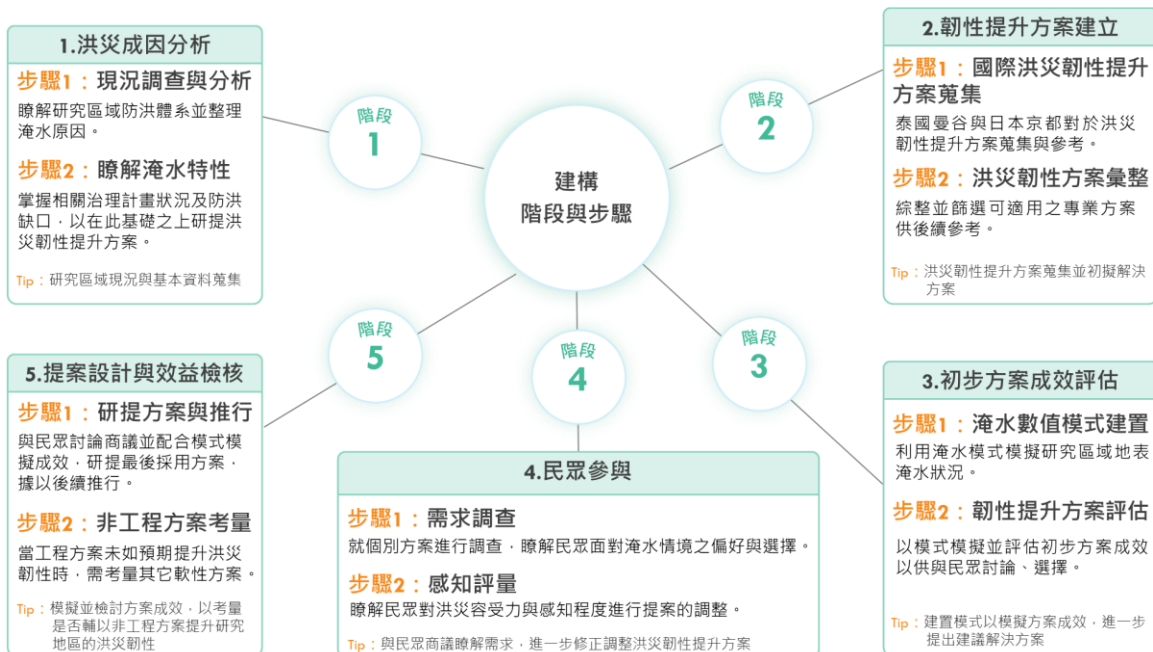 建構
階段與步驟
階段
1
1.洪災成因分析
步驟1：現況調查與分析
瞭解研究區域防洪體系並整理
淹水原因。
步驟2：瞭解淹水特性
掌握相關治理計畫狀況及防洪
缺口，以在此基礎之上研提洪
災韌性提升方案。
Tip：研究區域現況與基本資料蒐集
階段
2
2.韌性提升方案建立
步驟1：國際洪災韌性提升
方案蒐集
泰國曼谷與日本京都對於洪災
韌性提升方案蒐集與參考。
步驟2：洪災韌性方案彙整
綜整並篩選可適用之專業方案
供後續參考。
Tip：洪災韌性提升方案蒐集並初擬解決
方案
階段
3
3.初步方案成效評估
步驟1：淹水數值模式建置
利用淹水模式模擬研究區域地表
淹水狀況。
步驟2：韌性提升方案評估
以模式模擬並評估初步方案成效
以供與民眾討論、選擇。
Tip：建置模式以模擬方案成效，進一步
提出建議解決方案
階段
4
4.民眾參與
步驟1：需求調查
就個別方案進行調查，瞭解民眾面對淹水情境之偏好與選擇。
步驟2：感知評量
瞭解民眾對洪災容受力與感知程度進行提案的調整。
Tip：與民眾商議瞭解需求，進一步修正調整洪災韌性提升方案
階段
5
5.提案設計與效益檢核
步驟1：研提方案與推行
與民眾討論商議並配合模式模
擬成效，研提最後採用方案，
據以後續推行。
步驟2：非工程方案考量
當工程方案未如預期提升洪災
韌性時，需考量其它軟性方案。
Tip：模擬並檢討方案成效，以考量
是否輔以非工程方案提升研究
地區的洪災韌性